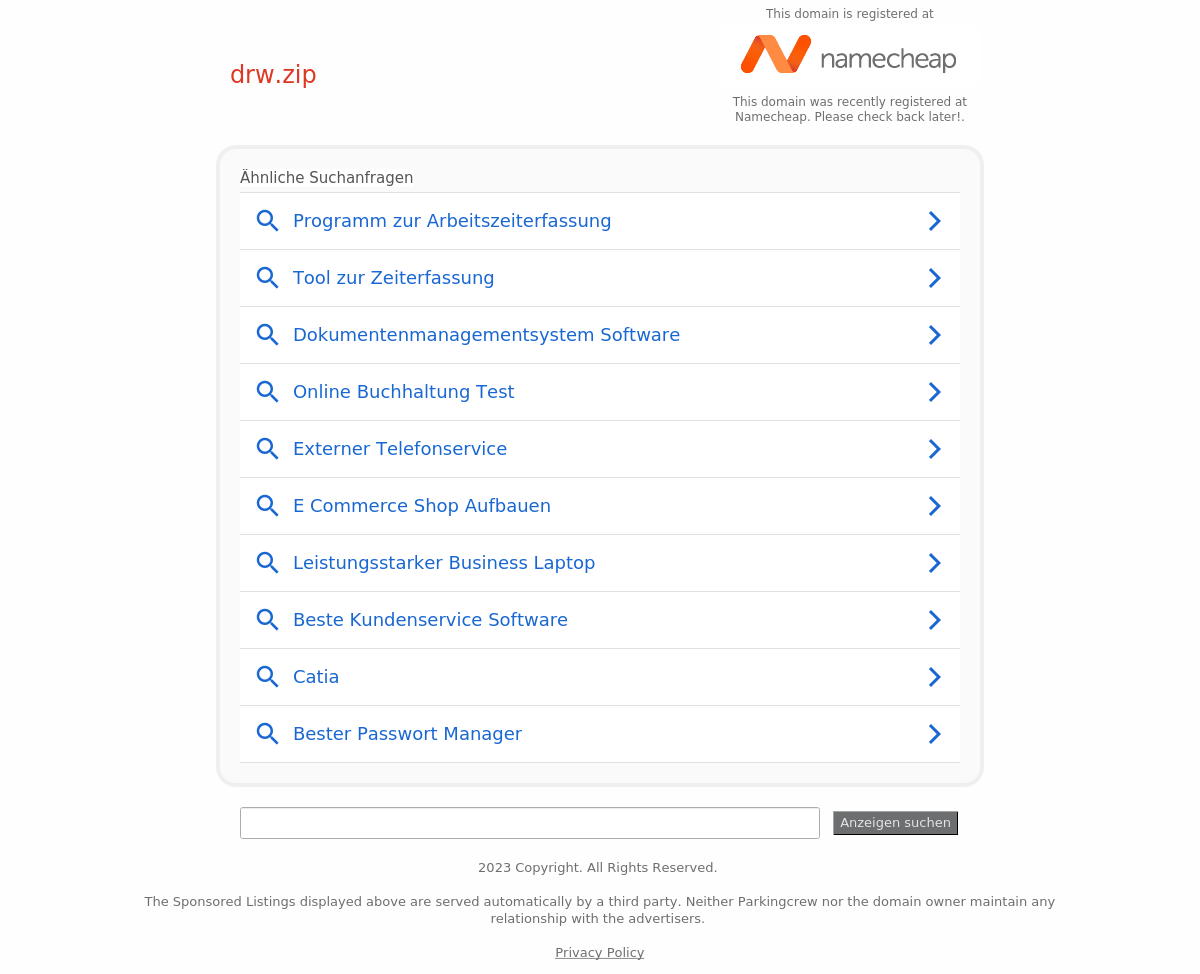 This domain is registered at
namecheap
drw.zip
This domain was recently registered at
Namecheap. Please check back later!.
Ähnliche Suchanfragen
Programm zur Arbeitszeiterfassung
Tool zur Zeiterfassung
Dokumentenmanagementsystem Software
Online Buchhaltung Test
Externer Telefonservice
E Commerce Shop Aufbauen
Leistungsstarker Business Laptop
Beste Kundenservice Software
Catia
Bester Passwort Manager
Anzeigen suchen
2023 Copyright. All Rights Reserved.
The Sponsored Listings displayed above are served automatically by a third party. Neither Parkingcrew nor the domain owner maintain any
relationship with the advertisers.
Privacy Policy